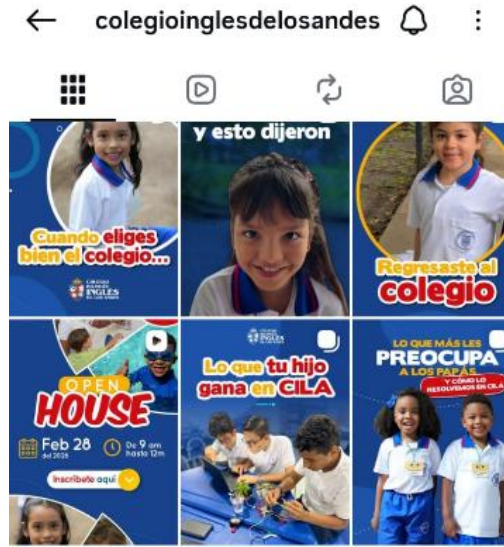 colegioinglesdelosandes
Cuando eliges
bien el colegio...
INGLÉS
y esto dijeron
Regresaste al
colegio
OPEN
HOUSE
Feb 28
De 9 am
hasta 12m
Inscríbete aquí
INGLÉS
Lo que tu hijo
gana en CILA
LO QUE MÁS LES
PREOCUPA
A LOS PAPÁS
Y CÓMO LO
RESOLVEMOS EN CILA